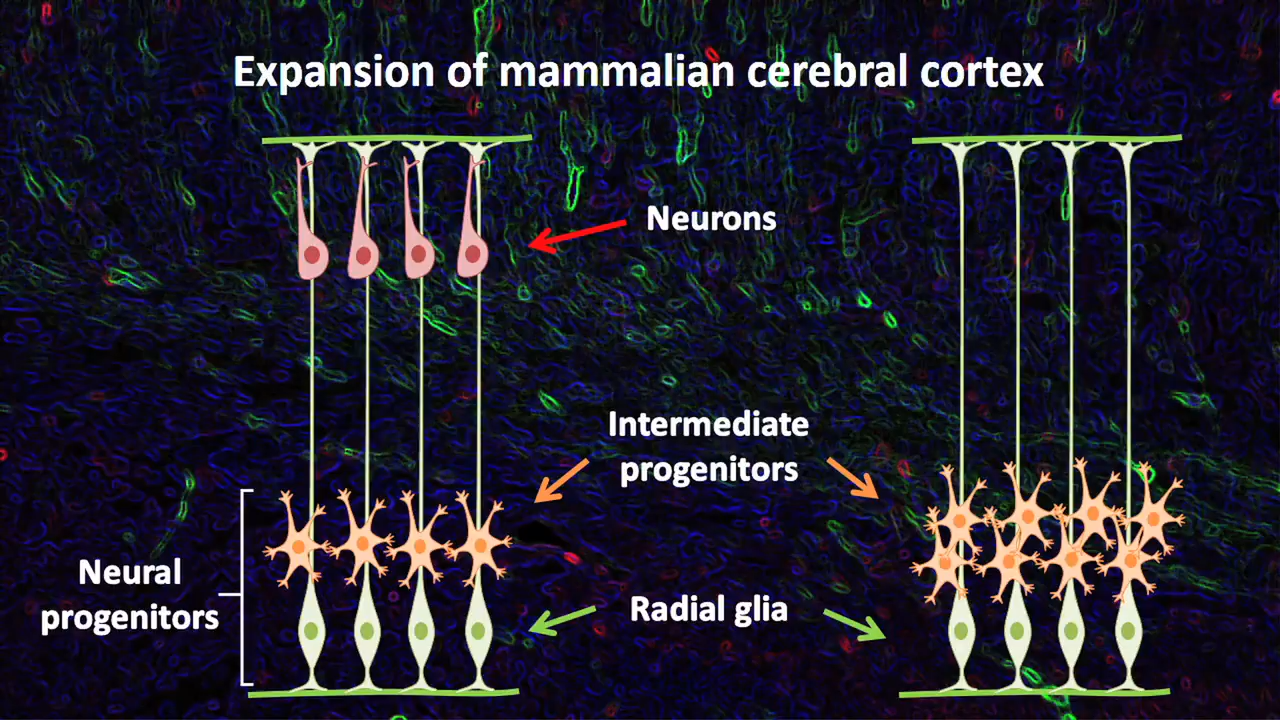 Expansion of mammalian cerebral cortex
Neurons
Intermediate
progenitors
Neural
progenitors
Radial glia